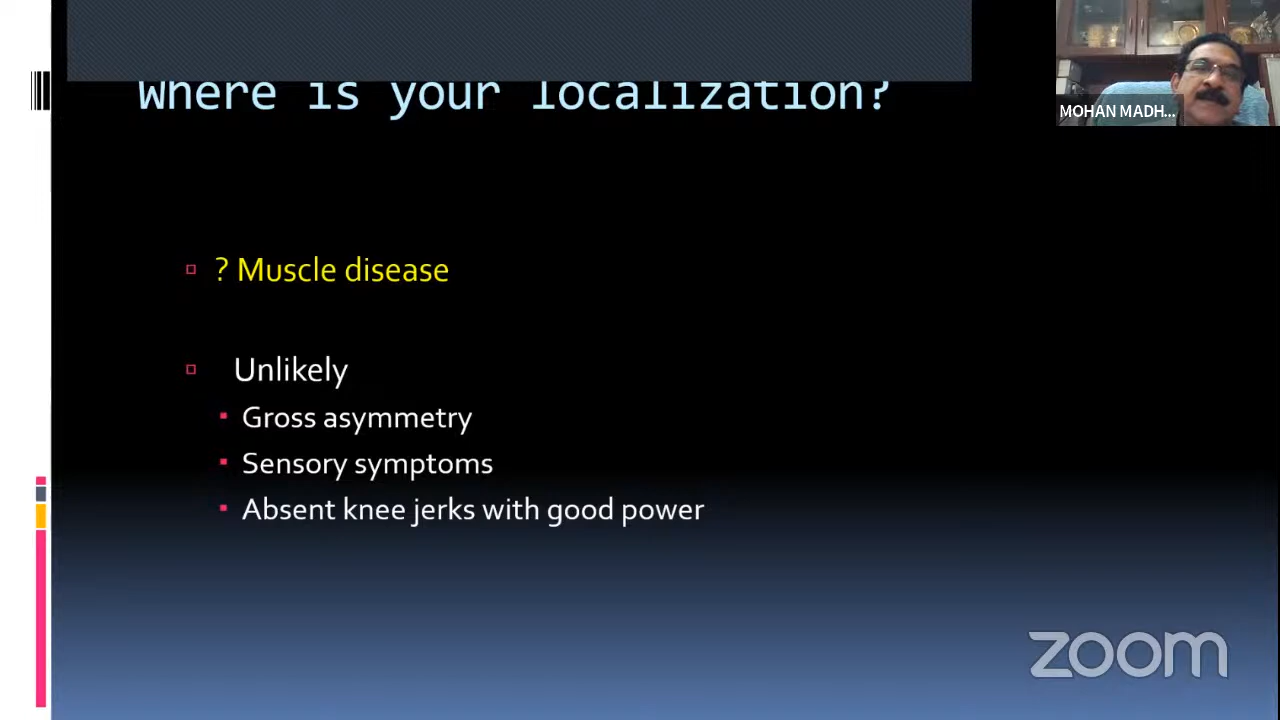 Where is your localization?
MOHAN MADH...
? Muscle disease
Unlikely
Gross asymmetry
Sensory symptoms
Absent knee jerks with good power
zoom